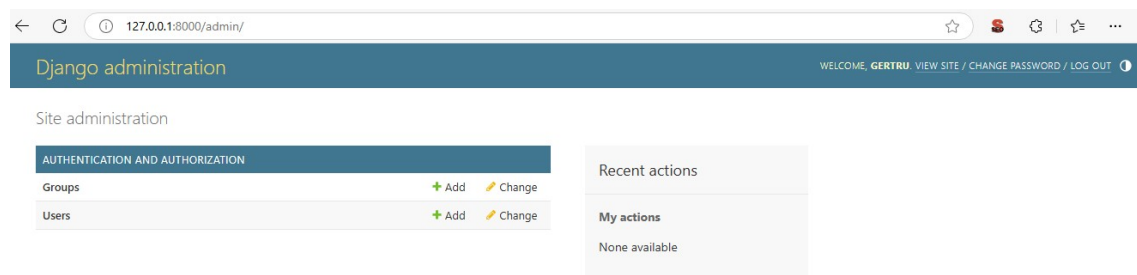 127.0.0.1:8000/admin/
Django administration
WELCOME, GERTRU. VIEW SITE / CHANGE PASSWORD / LOG OUT
Site administration
AUTHENTICATION AND AUTHORIZATION
Groups + Add Change
Users + Add Change
Recent actions
My actions
None available